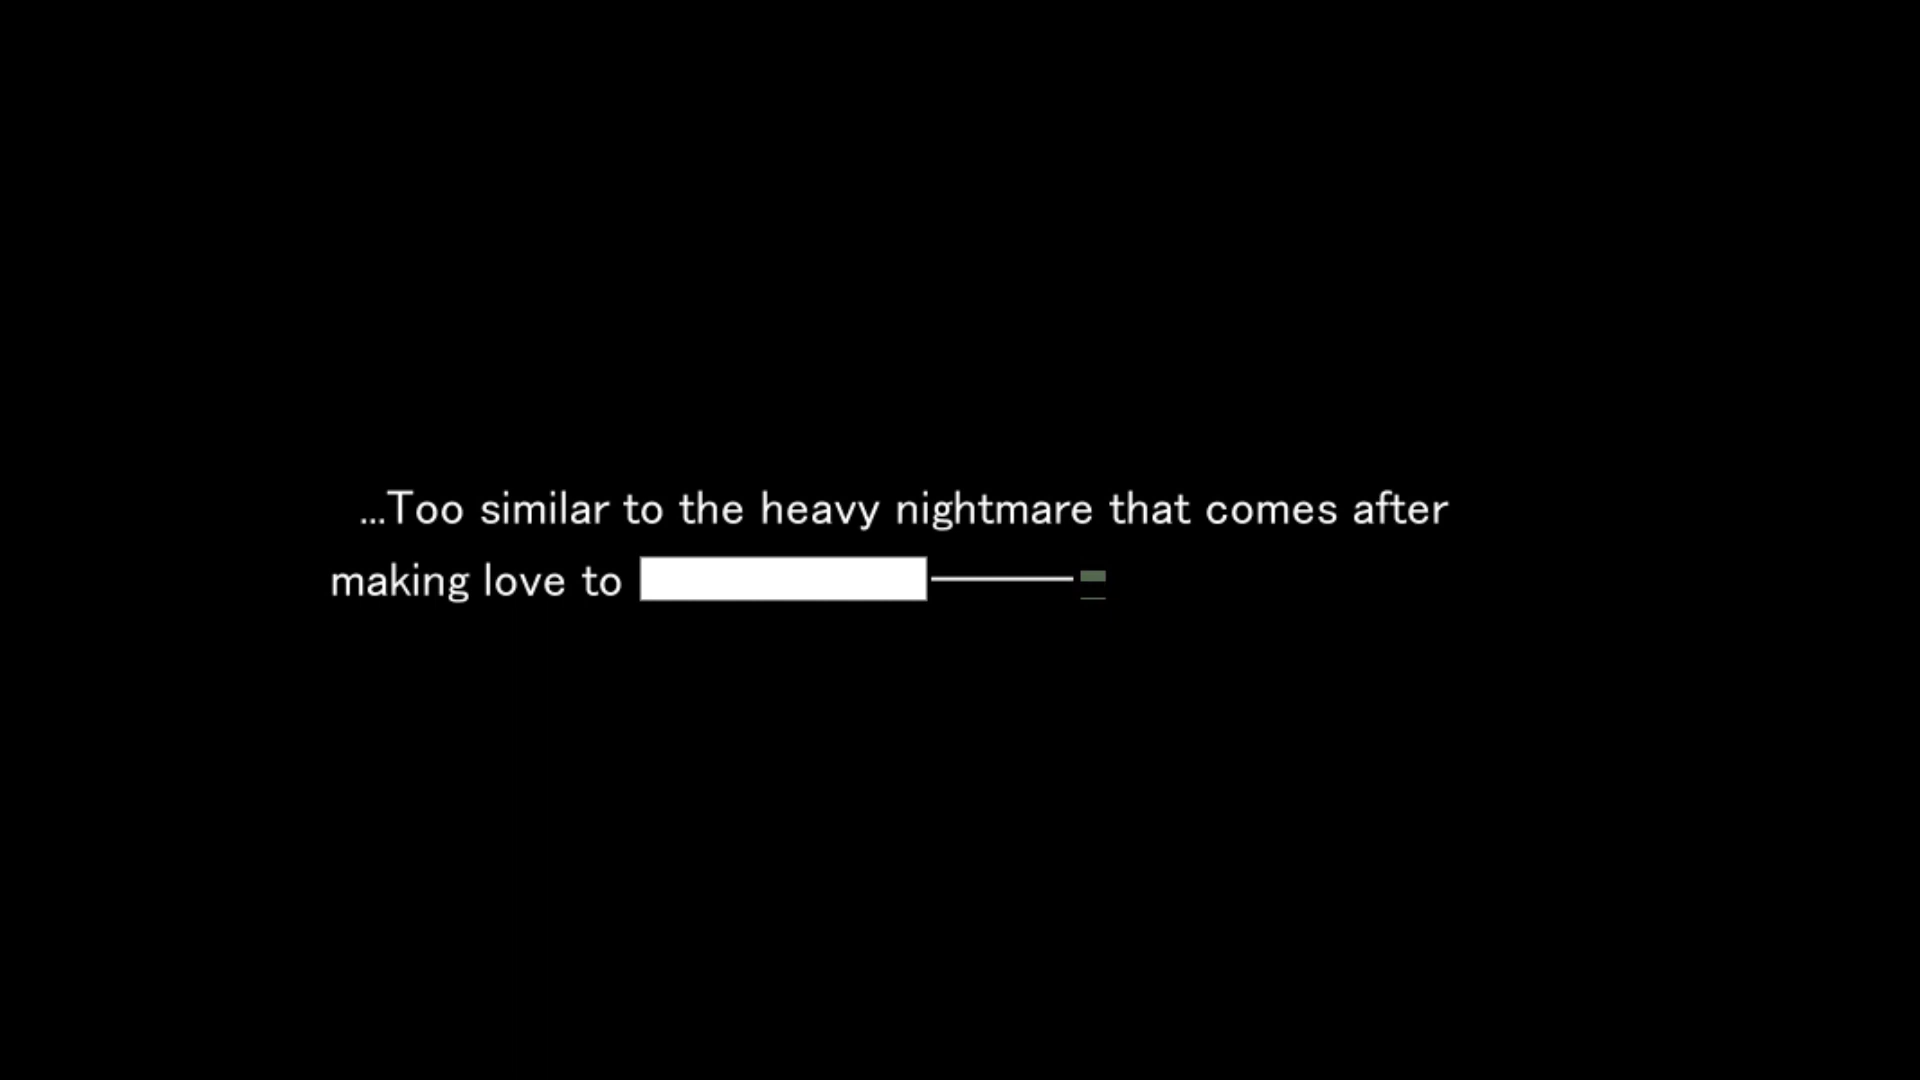 ...Too similar to the heavy nightmare that comes after
making love to